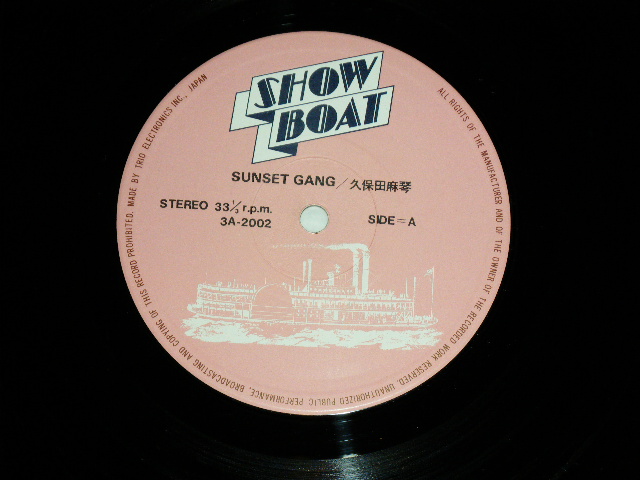 SHOW
BOAT
SUNSET GANG/久保田麻琴
STEREO 33⅓ r.p.m.
3A-2002
SIDE=A
ALL RIGHTS OF THE MANUFACTURER AND OF THE OWNER OF THE RECORDED WORK RESERVED. UNAUTHORIZED PUBLIC PERFORMANCE, BROADCASTING AND COPYING OF THIS RECORD PROHIBITED. MADE BY TRIO ELECTRONICS INC., JAPAN